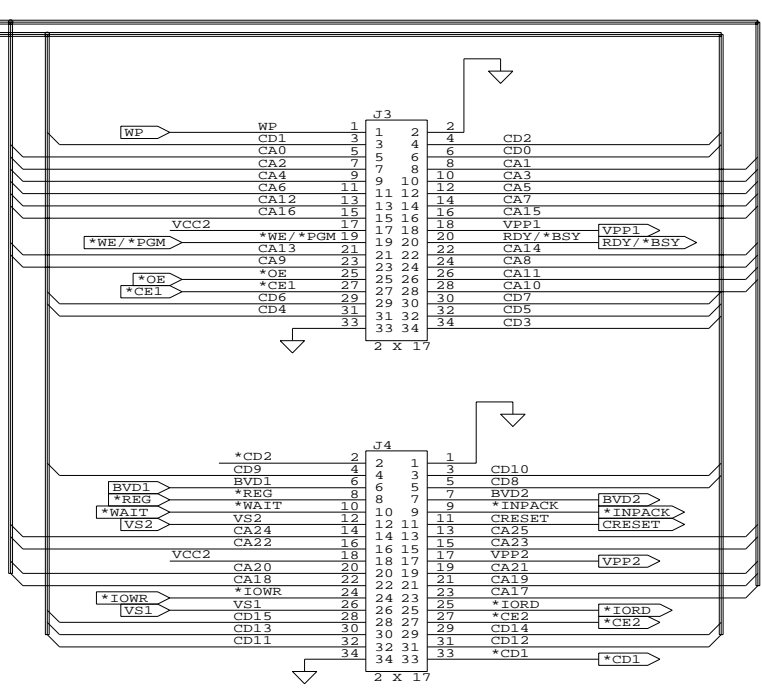 J3
WP WP 1 1 2 2
CD1 3 3 4 4 CD2
CA0 5 5 6 6 CD0
CA2 7 7 8 8 CA1
CA4 9 9 10 10 CA3
CA6 11 11 12 12 CA5
CA12 13 13 14 14 CA7
CA16 15 15 16 16 CA15
VCC2 17 17 18 18 VPP1 VPP1
*WE/*PGM *WE/*PGM 19 19 20 20 RDY/*BSY RDY/*BSY
CA13 21 21 22 22 CA14
CA9 23 23 24 24 CA8
*OE *OE 25 25 26 26 CA11
*CE1 *CE1 27 27 28 28 CA10
CD6 29 29 30 30 CD7
CD4 31 31 32 32 CD5
33 33 34 34 CD3
2 X 17
J4
*CD2 2 2 1 1
CD9 4 4 3 3 CD10
BVD1 BVD1 6 6 5 5 CD8
*REG *REG 8 8 7 7 BVD2 BVD2
*WAIT *WAIT 10 10 9 9 *INPACK *INPACK
VS2 VS2 12 12 11 11 CRESET CRESET
CA24 14 14 13 13 CA25
CA22 16 16 15 15 CA23
VCC2 18 18 17 17 VPP2 VPP2
CA20 20 20 19 19 CA21
CA18 22 22 21 21 CA19
*IOWR *IOWR 24 24 23 23 CA17
VS1 VS1 26 26 25 25 *IORD *IORD
CD15 28 28 27 27 *CE2 *CE2
CD13 30 30 29 29 CD14
CD11 32 32 31 31 CD12
34 34 33 33 *CD1 *CD1
2 X 17